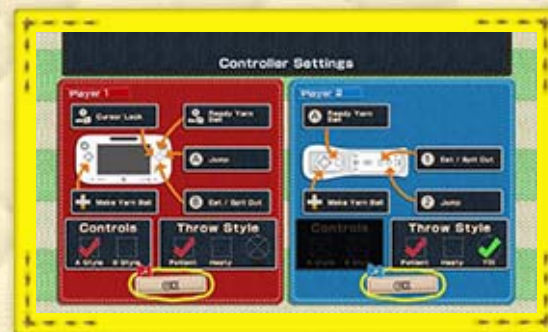 Controller Settings
Player 1
Cursor Lock
Ready Yarn
Ball
A Jump
Make Yarn Ball
B Eat / Spit Out
Controls
A Style B Style
Throw Style
Patient Hasty
OK
Player 2
A Ready Yarn
Ball
1 Eat / Spit Out
Make Yarn Ball
2 Jump
Controls
Throw Style
Patient Hasty Tilt
OK